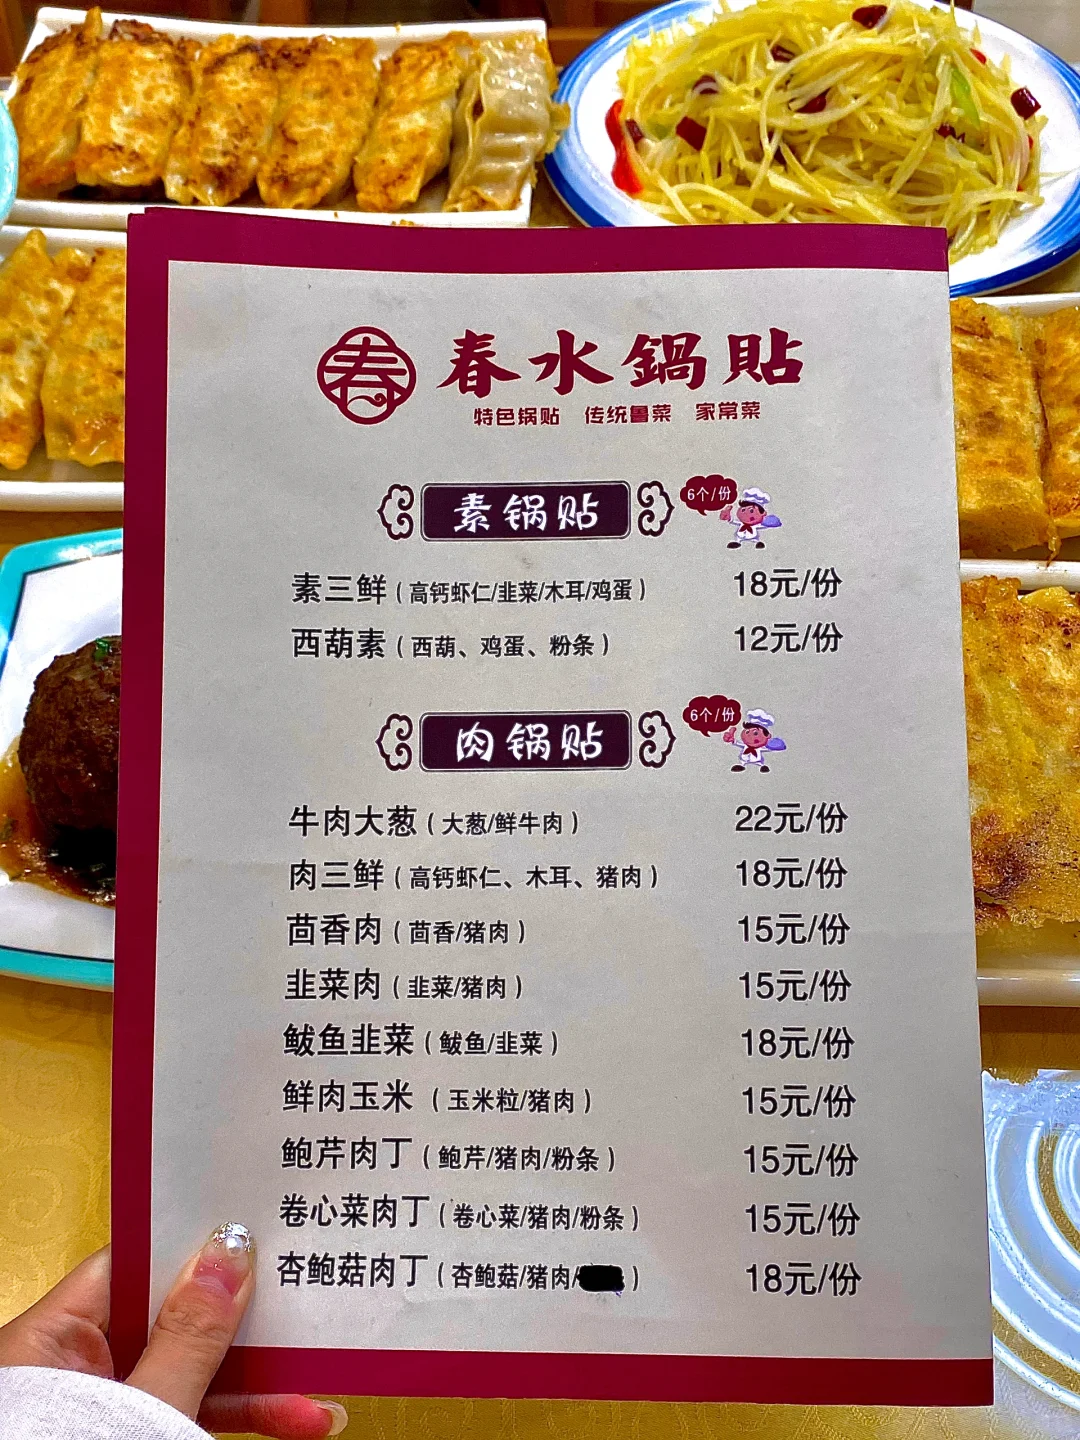 春
春水鍋貼
特色锅贴 传统鲁菜 家常菜
素锅贴
6个/份
素三鲜(高钙虾仁/韭菜/木耳/鸡蛋) 18元/份
西葫素(西葫、鸡蛋、粉条) 12元/份
肉锅贴
6个/份
牛肉大葱(大葱/鲜牛肉) 22元/份
肉三鲜(高钙虾仁、木耳、猪肉) 18元/份
茴香肉(茴香/猪肉) 15元/份
韭菜肉(韭菜/猪肉) 15元/份
鲅鱼韭菜(鲅鱼/韭菜) 18元/份
鲜肉玉米(玉米粒/猪肉) 15元/份
鲍芹肉丁(鲍芹/猪肉/粉条) 15元/份
卷心菜肉丁(卷心菜/猪肉/粉条) 15元/份
杏鲍菇肉丁(杏鲍菇/猪肉/) 18元/份